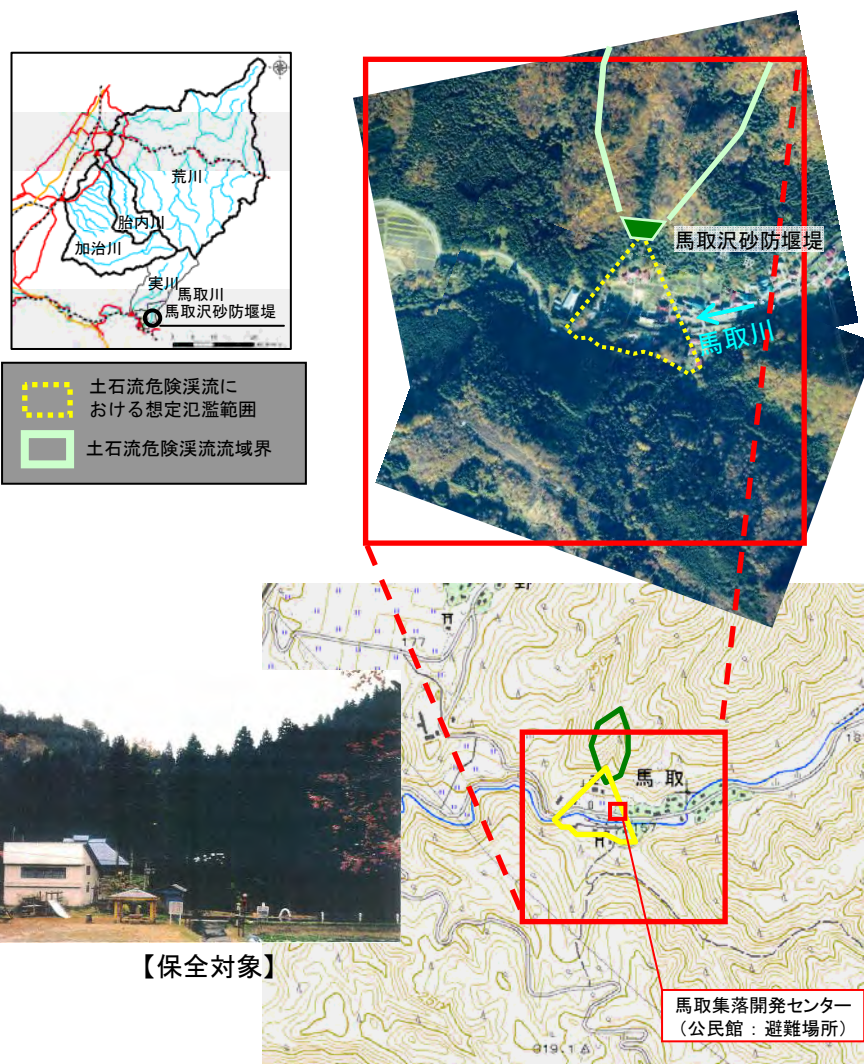 荒川
胎内川
加治川
実川
馬取川
馬取沢砂防堰堤
土石流危険渓流に
おける想定氾濫範囲
土石流危険渓流流域界
馬取沢砂防堰堤
馬取川
177
馬取
【保全対象】
馬取集落開発センター
（公民館：避難場所）
919.1